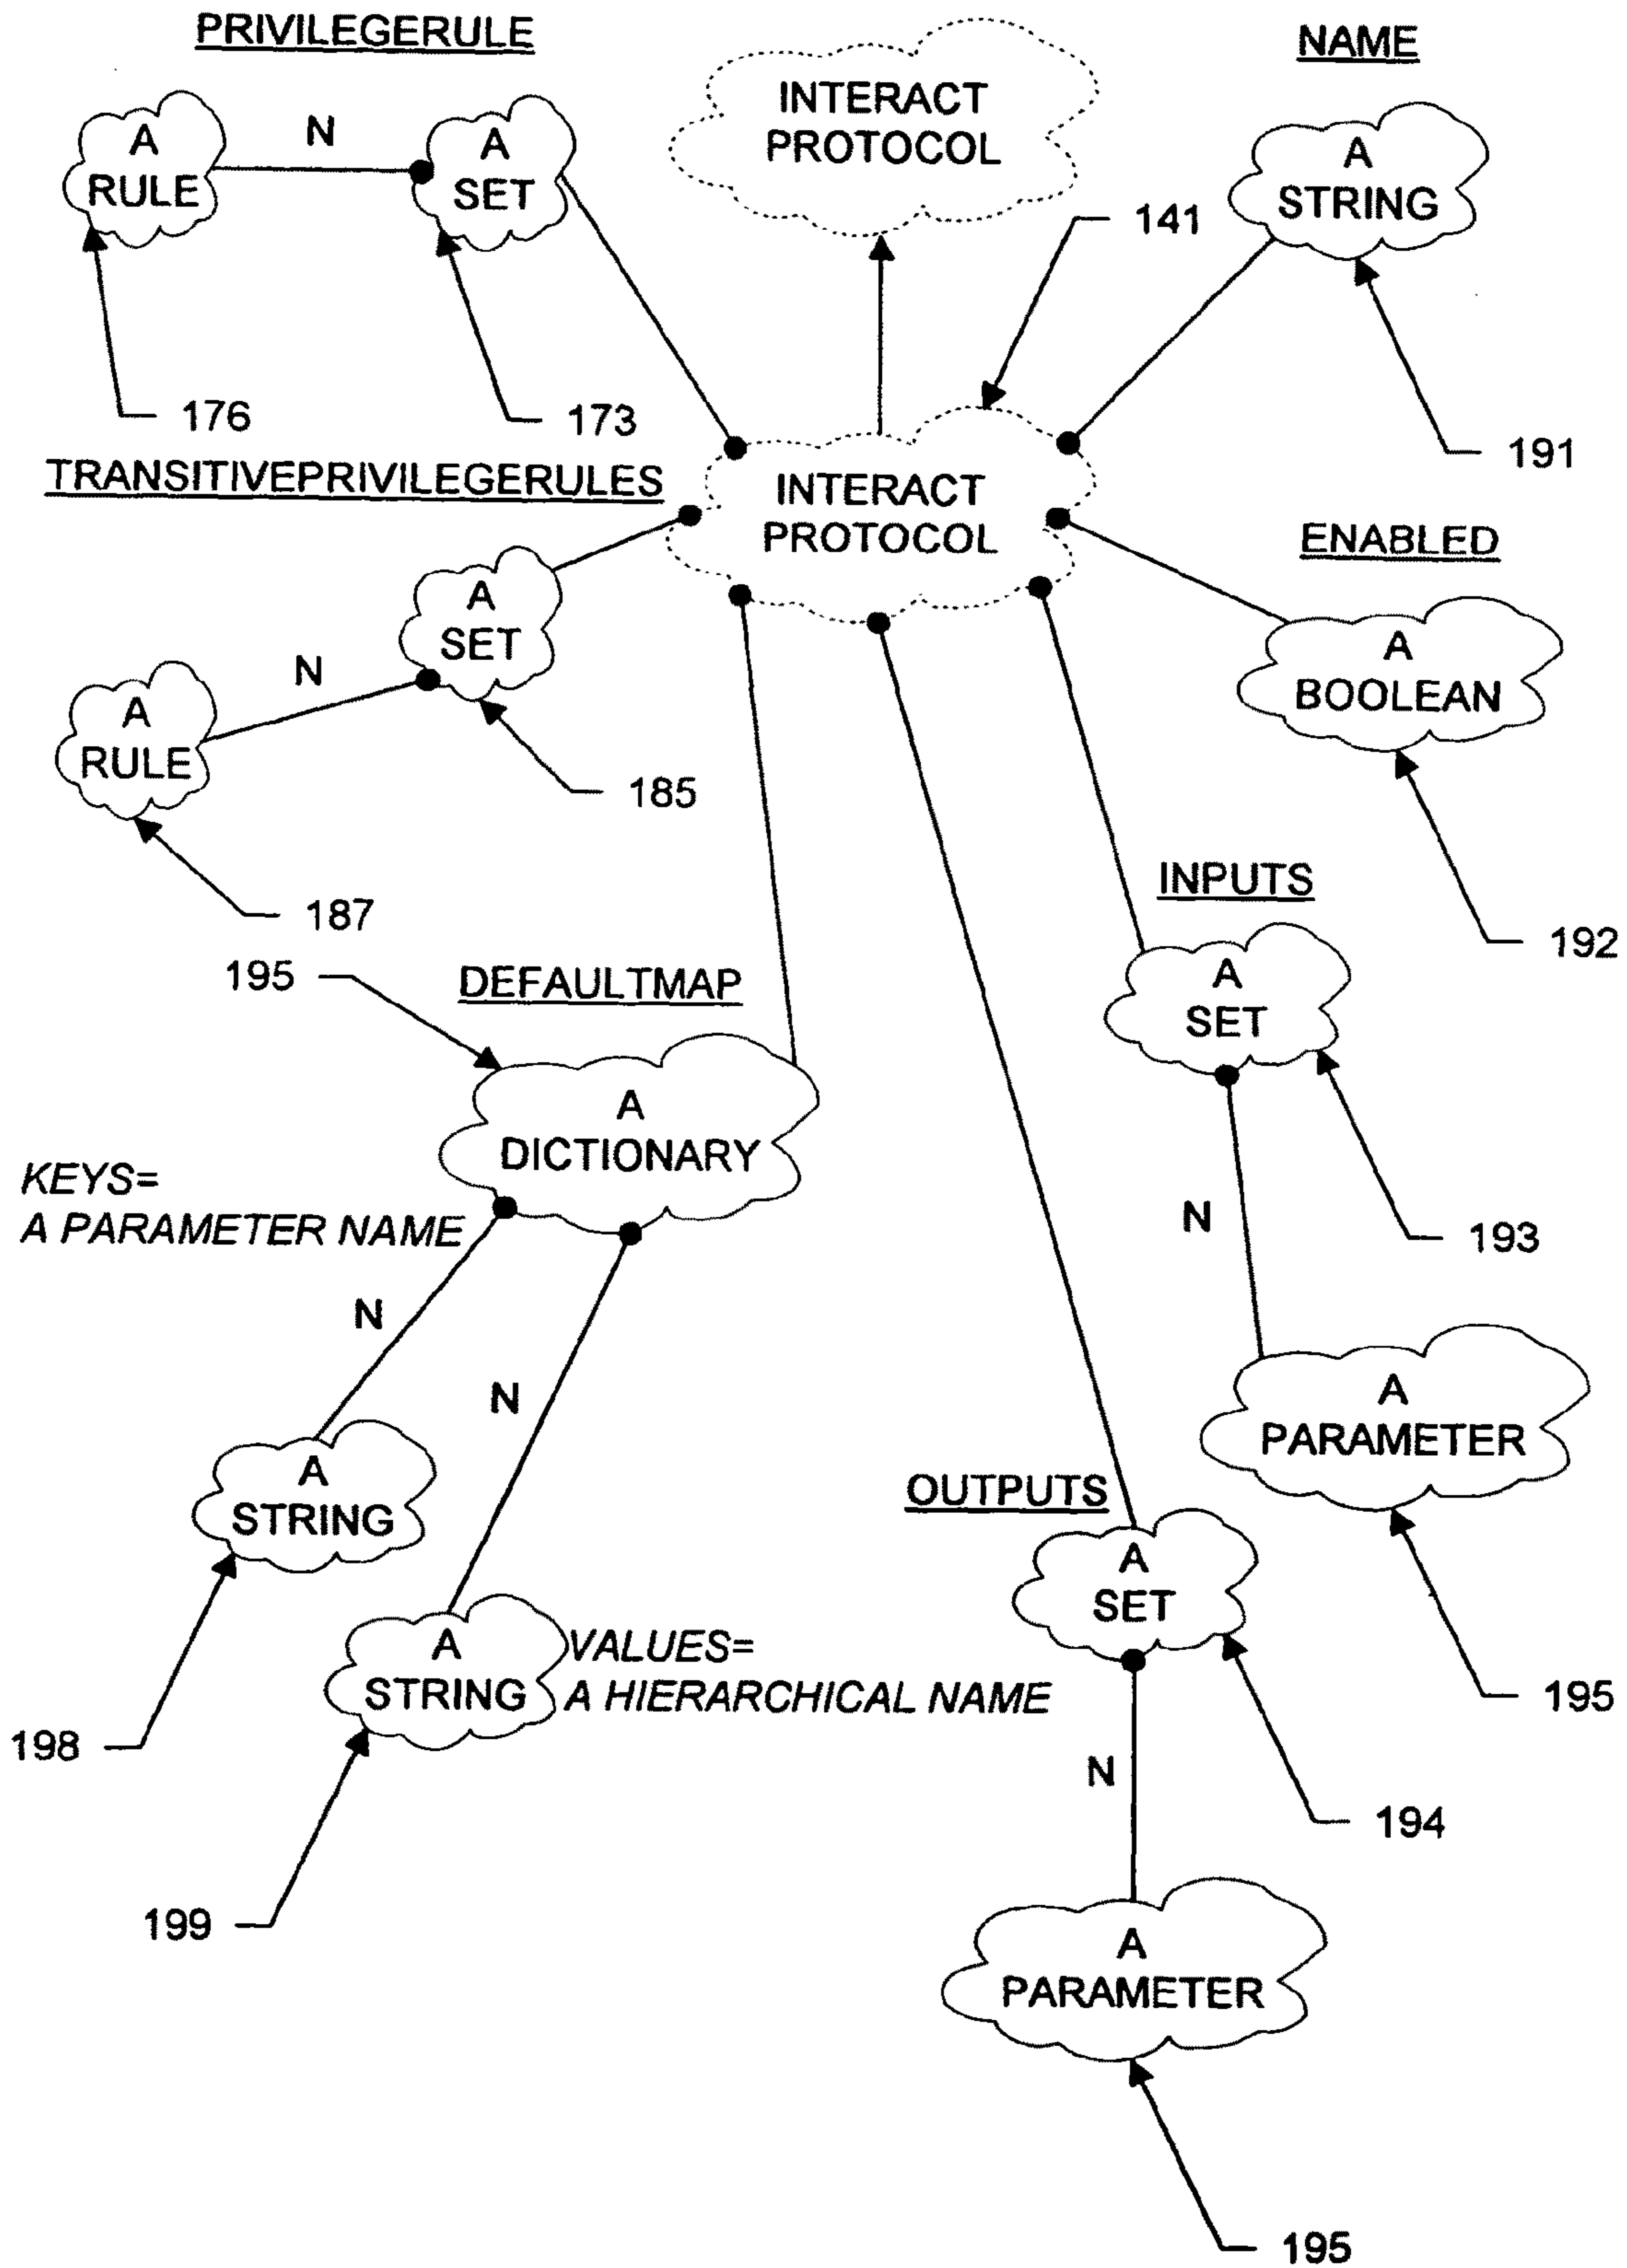 PRIVILEGERULE
NAME
INTERACT
PROTOCOL
A
RULE
N
A
SET
A
STRING
141
176
173
191
TRANSITIVEPRIVILEGERULES
INTERACT
PROTOCOL
ENABLED
A
SET
N
A
RULE
A
BOOLEAN
185
187
192
INPUTS
195
DEFAULTMAP
A
SET
A
DICTIONARY
KEYS=
A PARAMETER NAME
N
193
N
N
A
PARAMETER
A
STRING
OUTPUTS
A
SET
A
STRING
VALUES=
A HIERARCHICAL NAME
195
198
N
194
199
A
PARAMETER
195